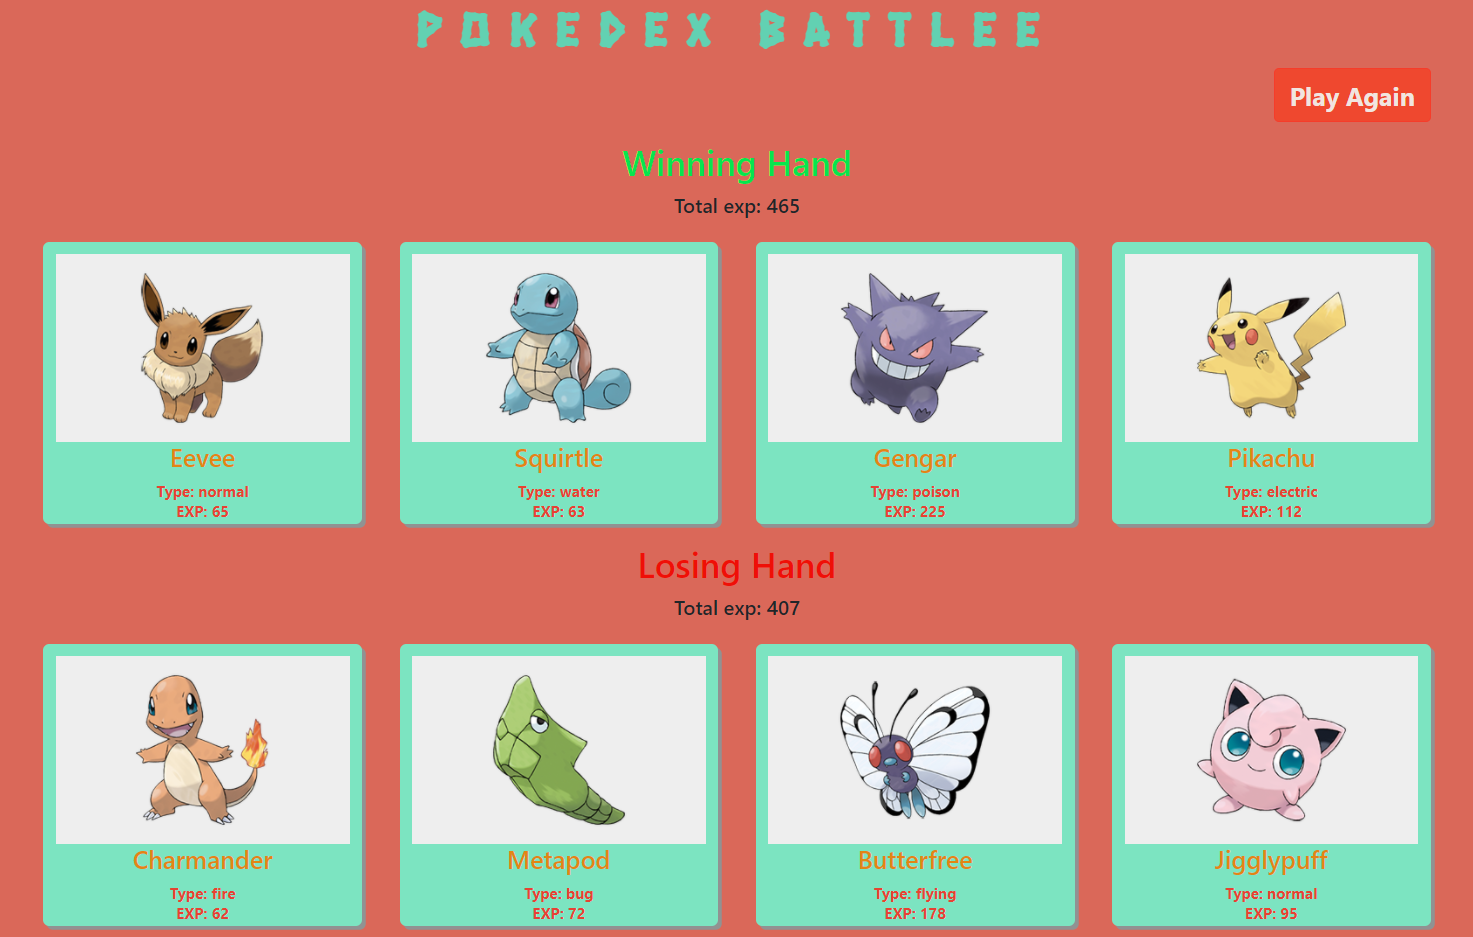 POKEDEX BATTLEE
Play Again
Winning Hand
Total exp: 465
Eevee
Type: normal
EXP: 65
Squirtle
Type: water
EXP: 63
Gengar
Type: poison
EXP: 225
Pikachu
Type: electric
EXP: 112
Losing Hand
Total exp: 407
Charmander
Type: fire
EXP: 62
Metapod
Type: bug
EXP: 72
Butterfree
Type: flying
EXP: 178
Jigglypuff
Type: normal
EXP: 95